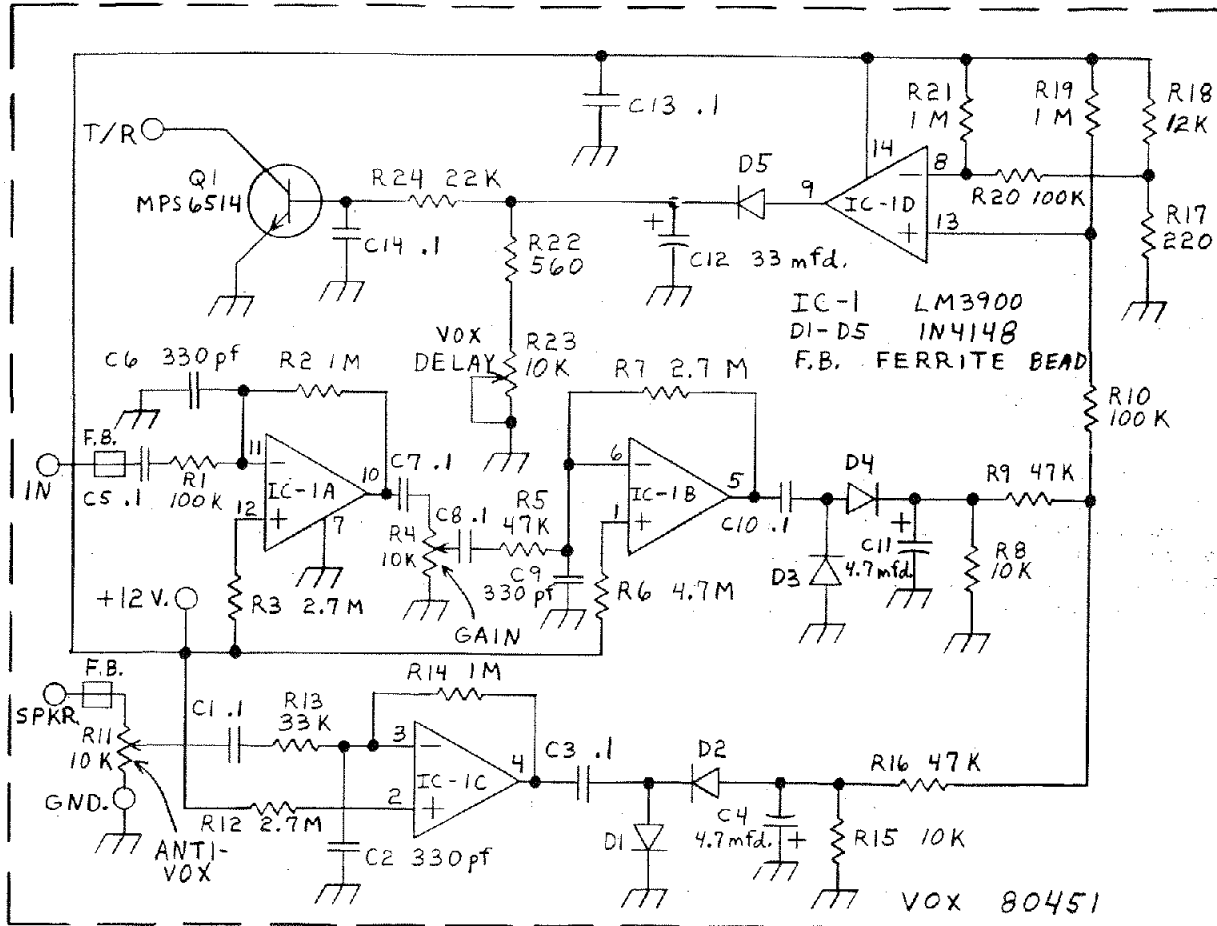 C13 .1
R21
1 M
R19
1 M
R18
12K
T/R
Q1
MPS6514
R24 22K
D5
14
9
8
IC-1D
−
+
R20 100K
13
R17
220
C14 .1
R22
560
+
C12 33 mfd.
IC-1 LM3900
D1-D5 1N4148
F.B. FERRITE BEAD
C6 330pf
R2 1M
VOX
DELAY
R23
10K
R7 2.7 M
R10
100 K
F.B.
IN
C5 .1
R1
100K
11
−
IC-1A
12
+
10
7
C7 .1
R4
10K
C8 .1
R5
47K
C9
330 pf
6
−
IC-1B
1
+
5
C10 .1
D4
R9 47K
D3
+
C11
4.7mfd.
R8
10K
+12 V.
R3 2.7M
GAIN
R6 4.7M
F.B.
SPKR.
R11
10K
GND.
ANTI-
VOX
C1 .1
R13
33K
R14 1M
3
−
IC-1C
2
+
4
R12 2.7M
C2 330pf
C3 .1
D2
D1
C4
4.7mfd.
+
R16 47K
R15 10K
VOX 80451